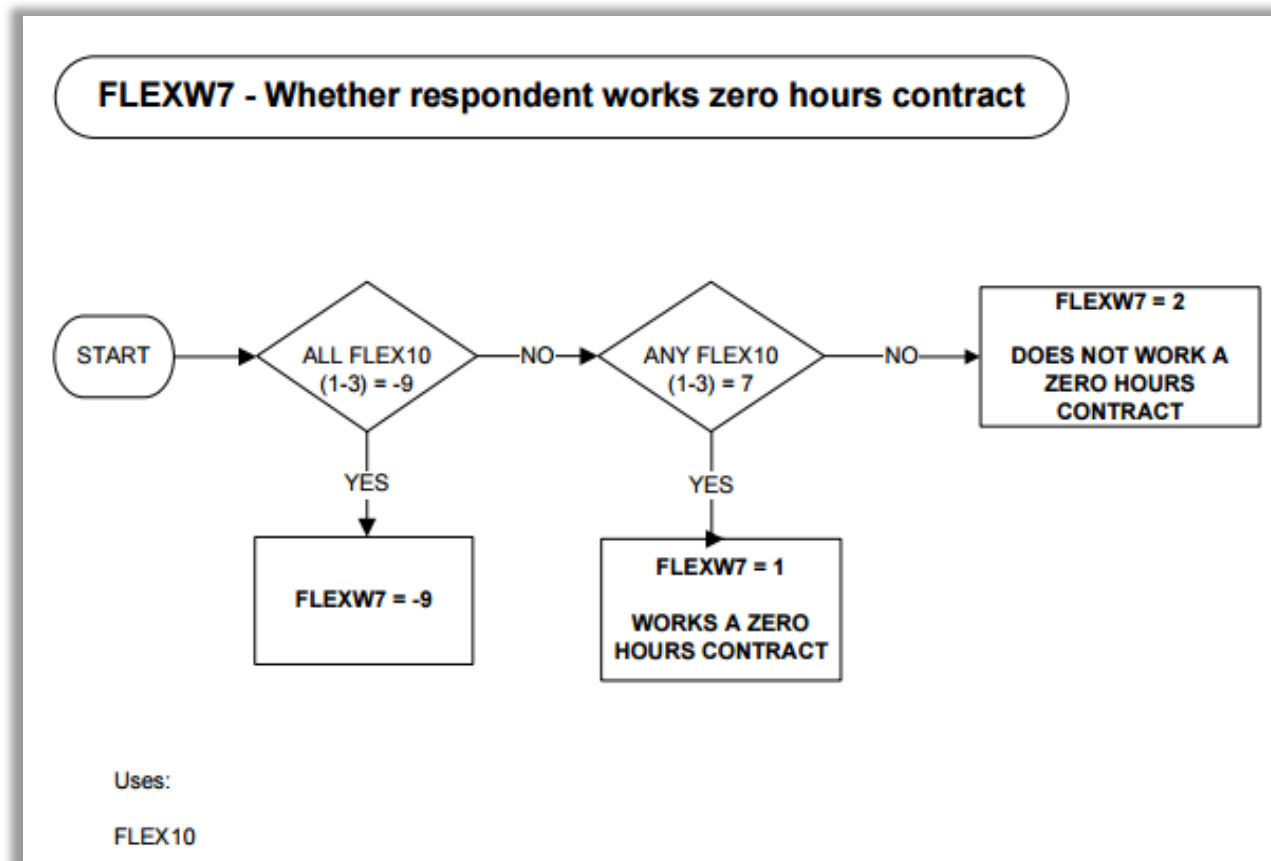 FLEXW7 - Whether respondent works zero hours contract
START
ALL FLEX10
(1-3) = -9
NO
ANY FLEX10
(1-3) = 7
NO
FLEXW7 = 2
DOES NOT WORK A
ZERO HOURS
CONTRACT
YES
YES
FLEXW7 = -9
FLEXW7 = 1
WORKS A ZERO
HOURS CONTRACT
Uses:
FLEX10